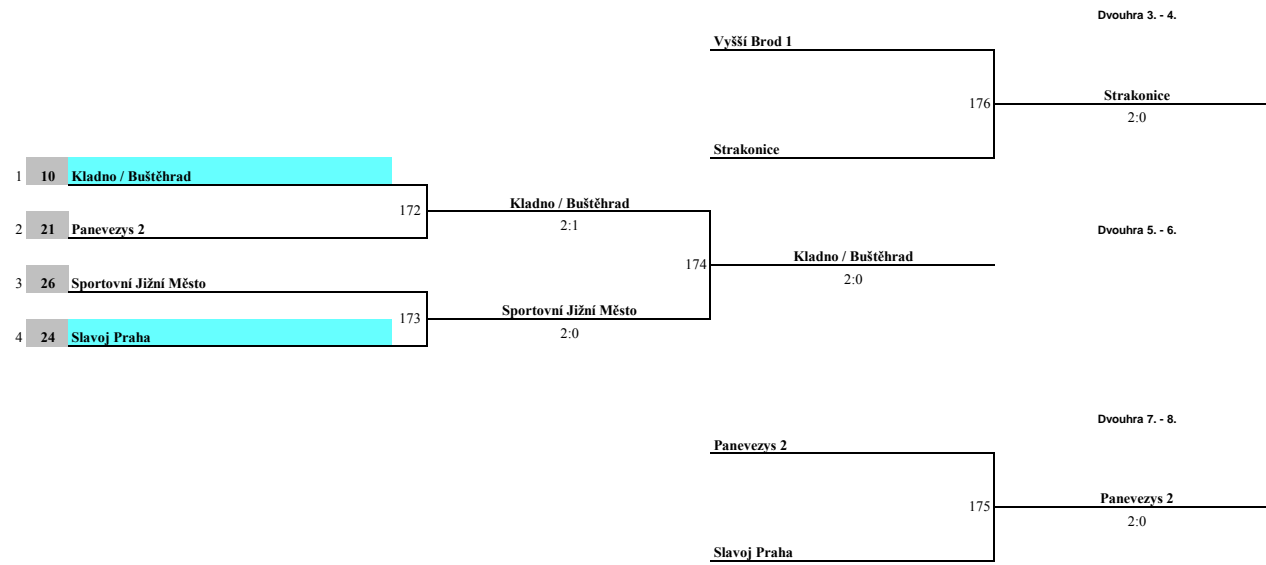 Dvouhra 3. - 4.
Vyšší Brod 1
176
Strakonice
2:0
Strakonice
1 10 Kladno / Buštěhrad
172
Kladno / Buštěhrad
2:1
2 21 Panevezys 2
Dvouhra 5. - 6.
174
Kladno / Buštěhrad
2:0
3 26 Sportovní Jižní Město
173
Sportovní Jižní Město
2:0
4 24 Slavoj Praha
Dvouhra 7. - 8.
Panevezys 2
175
Panevezys 2
2:0
Slavoj Praha